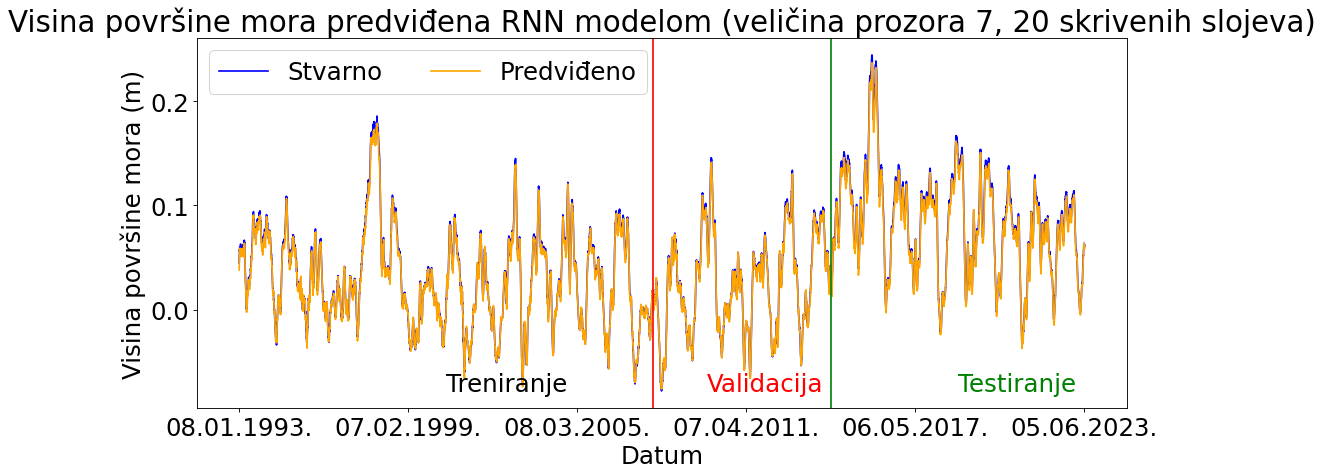 Visina površine mora predviđena RNN modelom (veličina prozora 7, 20 skrivenih slojeva)
Stvarno
Predviđeno
Visina površine mora (m)
0.2
0.1
0.0
Treniranje
Validacija
Testiranje
08.01.1993.
07.02.1999.
08.03.2005.
07.04.2011.
06.05.2017.
05.06.2023.
Datum